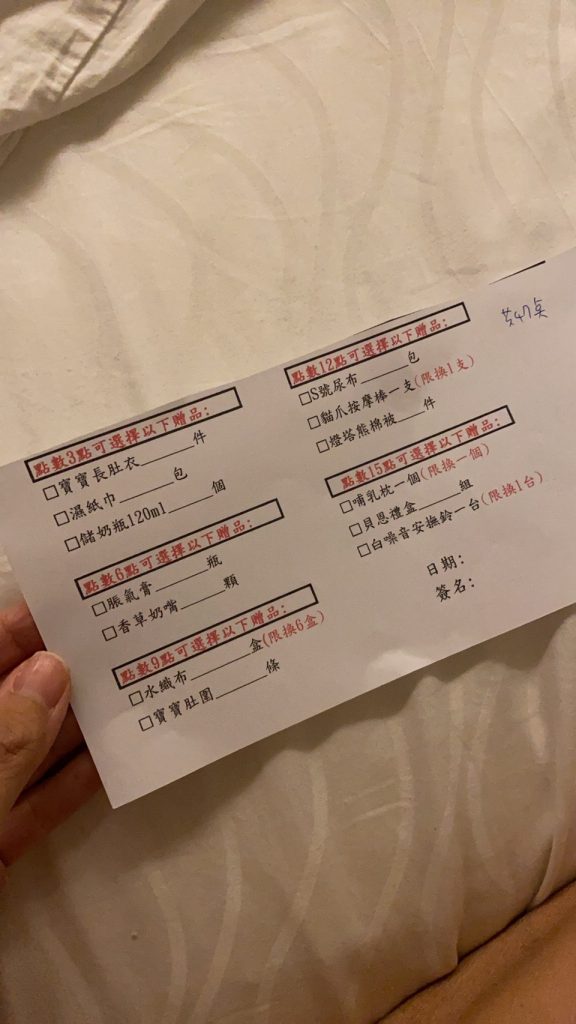 點數3點可選擇以下贈品:
□寶寶長肚衣______件
□濕紙巾______包
□儲奶瓶120ml______個
點數6點可選擇以下贈品:
□脹氣膏______瓶
□香草奶嘴______顆
點數9點可選擇以下贈品:
□水織布______盒(限換6盒)
□寶寶肚圍______條
點數12點可選擇以下贈品:
□S號尿布______包
□貓爪按摩棒一支(限換1支)
□燈塔熊棉被___件
點數15點可選擇以下贈品:
□哺乳枕一個(限換一個)
□貝恩禮盒______組
□白噪音安撫鈴一台(限換1台)
日期:
簽名: